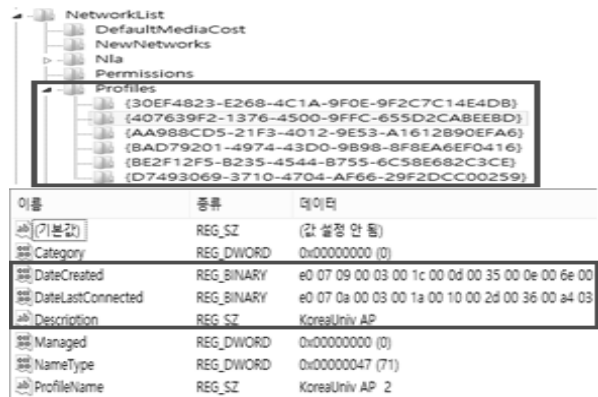 NetworkList
DefaultMediaCost
NewNetworks
Nla
Permissions
Profiles
{30EF4823-E268-4C1A-9F0E-9F2C7C14E4DB}
{407639F2-1376-4500-9FFC-655D2CABEEBD}
{AA988CD5-21F3-4012-9E53-A1612B90EFA6}
{BAD79201-4974-43D0-9B98-8F8EA6EF0416}
{BE2F12F5-B235-4544-B755-6C58E682C3CE}
{D7493069-3710-4704-AF66-29F2DCC00259}
이름 종류 데이터
(기본값) REG_SZ (값 설정 안 됨)
Category REG_DWORD 0x00000000 (0)
DateCreated REG_BINARY e0 07 09 00 03 00 1c 00 0d 00 35 00 0e 00 6e 00
DateLastConnected REG_BINARY e0 07 0a 00 03 00 1a 00 10 00 2d 00 36 00 a4 03
Description REG_SZ KoreaUniv AP
Managed REG_DWORD 0x00000000 (0)
NameType REG_DWORD 0x00000047 (71)
ProfileName REG_SZ KoreaUniv AP 2